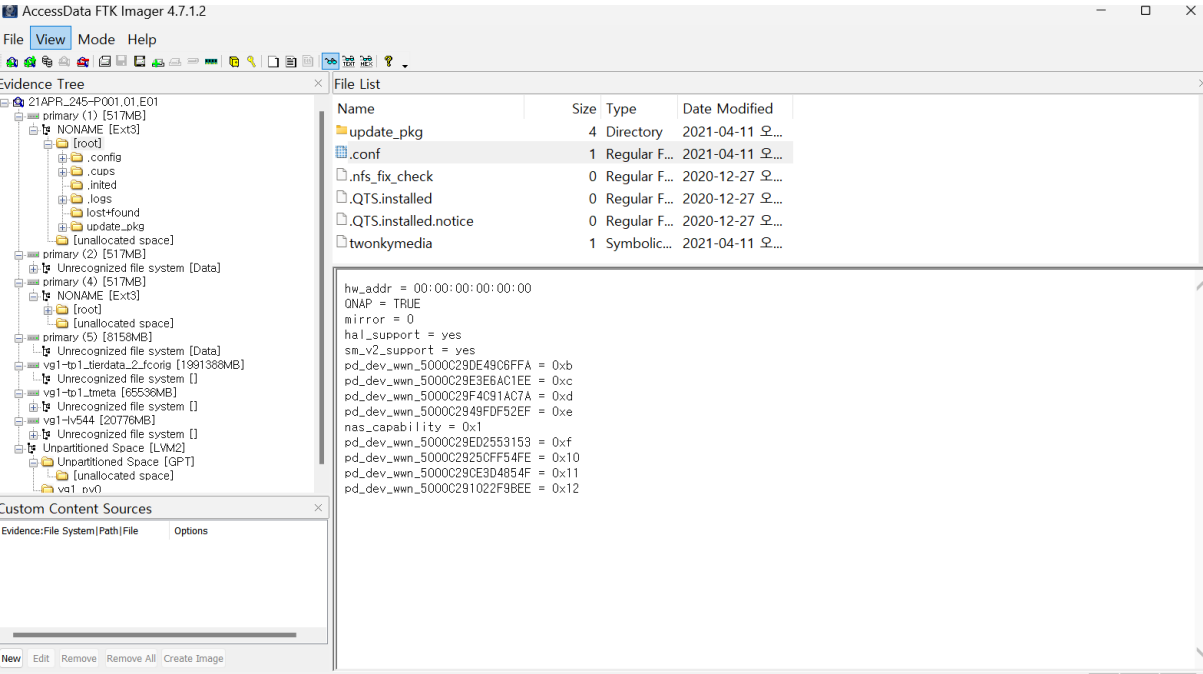 AccessData FTK Imager 4.7.1.2
File View Mode Help
Evidence Tree
21APR_245-P001.01.E01
primary (1) [517MB]
NONAME [Ext3]
[root]
.config
.cups
.inited
.logs
lost+found
update_pkg
[unallocated space]
primary (2) [517MB]
Unrecognized file system [Data]
primary (4) [517MB]
NONAME [Ext3]
[root]
[unallocated space]
primary (5) [8158MB]
Unrecognized file system [Data]
vg1-tp1_tierdata_2_fcorig [1991388MB]
Unrecognized file system []
vg1-tp1_tmeta [65536MB]
Unrecognized file system []
vg1-lv544 [20776MB]
Unrecognized file system []
Unpartitioned Space [LVM2]
Unpartitioned Space [GPT]
[unallocated space]
vg1_pv0
Custom Content Sources
Evidence:File System|Path|File Options
New Edit Remove Remove All Create Image
File List
Name Size Type Date Modified
update_pkg 4 Directory 2021-04-11 오...
.conf 1 Regular F... 2021-04-11 오...
.nfs_fix_check 0 Regular F... 2020-12-27 오...
.QTS.installed 0 Regular F... 2020-12-27 오...
.QTS.installed.notice 0 Regular F... 2020-12-27 오...
twonkymedia 1 Symbolic... 2021-04-11 오...
hw_addr = 00:00:00:00:00:00
QNAP = TRUE
mirror = 0
hal_support = yes
sm_v2_support = yes
pd_dev_wwn_5000C29DE49C6FFA = 0xb
pd_dev_wwn_5000C29E3E6AC1EE = 0xc
pd_dev_wwn_5000C29F4C91AC7A = 0xd
pd_dev_wwn_5000C2949FDF52EF = 0xe
nas_capability = 0x1
pd_dev_wwn_5000C29ED2553153 = 0xf
pd_dev_wwn_5000C2925CFF54FE = 0x10
pd_dev_wwn_5000C29CE3D4854F = 0x11
pd_dev_wwn_5000C291022F9BEE = 0x12